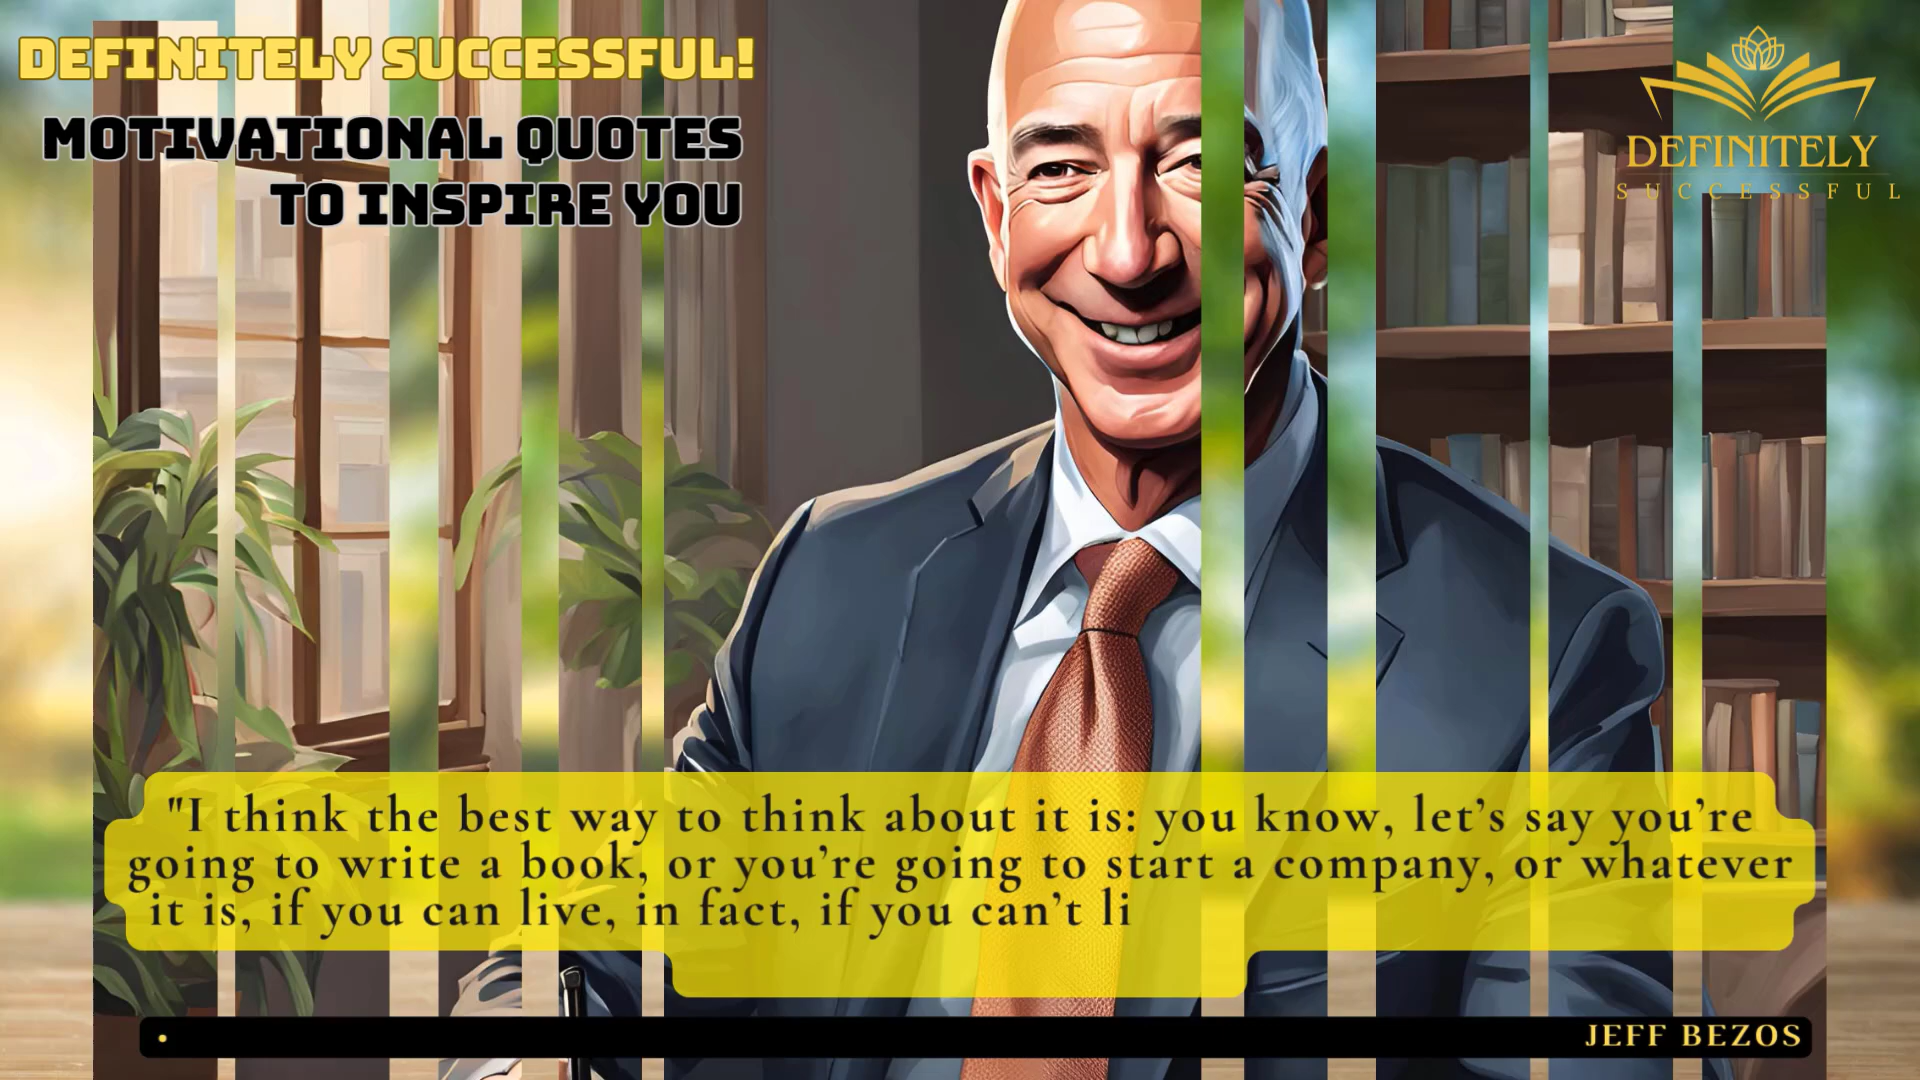 DEFINITELY SUCCESSFUL!
MOTIVATIONAL QUOTES
TO INSPIRE YOU
DEFINITELY
SUCCESSFUL
"I think the best way to think about it is: you know, let’s say you’re
going to write a book, or you’re going to start a company, or whatever
it is, if you can live, in fact, if you can’t li
JEFF BEZOS